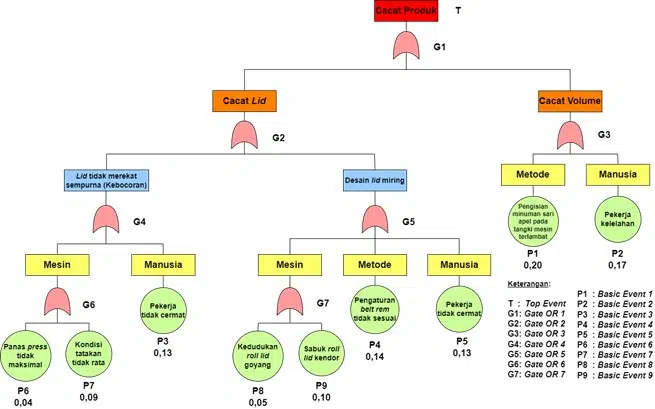 Cacat Produk
T
G1
Cacat Lid
Cacat Volume
G2
G3
Lid tidak merekat
sempurna (Kebocoran)
Desain lid miring
Metode
Manusia
G4
G5
Pengisian
minuman sari
apel pada
tangki mesin
terlambat
Pekerja
kelelahan
P1
0,20
P2
0,17
Mesin
Manusia
Mesin
Metode
Manusia
G6
G7
Pekerja
tidak cermat
P3
0,13
Pengaturan
belt rem
tidak sesuai
P4
0,14
Pekerja
tidak cermat
P5
0,13
Panas press
tidak
maksimal
P6
0,04
Kondisi
tatakan
tidak rata
P7
0,09
Kedudukan
roll lid
goyang
P8
0,05
Sabuk roll
lid kendor
P9
0,10
Keterangan:
T : Top Event
G1: Gate OR 1
G2: Gate OR 2
G3: Gate OR 3
G4: Gate OR 4
G5: Gate OR 5
G6: Gate OR 6
G7: Gate OR 7
P1 : Basic Event 1
P2 : Basic Event 2
P3 : Basic Event 3
P4 : Basic Event 4
P5 : Basic Event 5
P6 : Basic Event 6
P7 : Basic Event 7
P8 : Basic Event 8
P9 : Basic Event 9